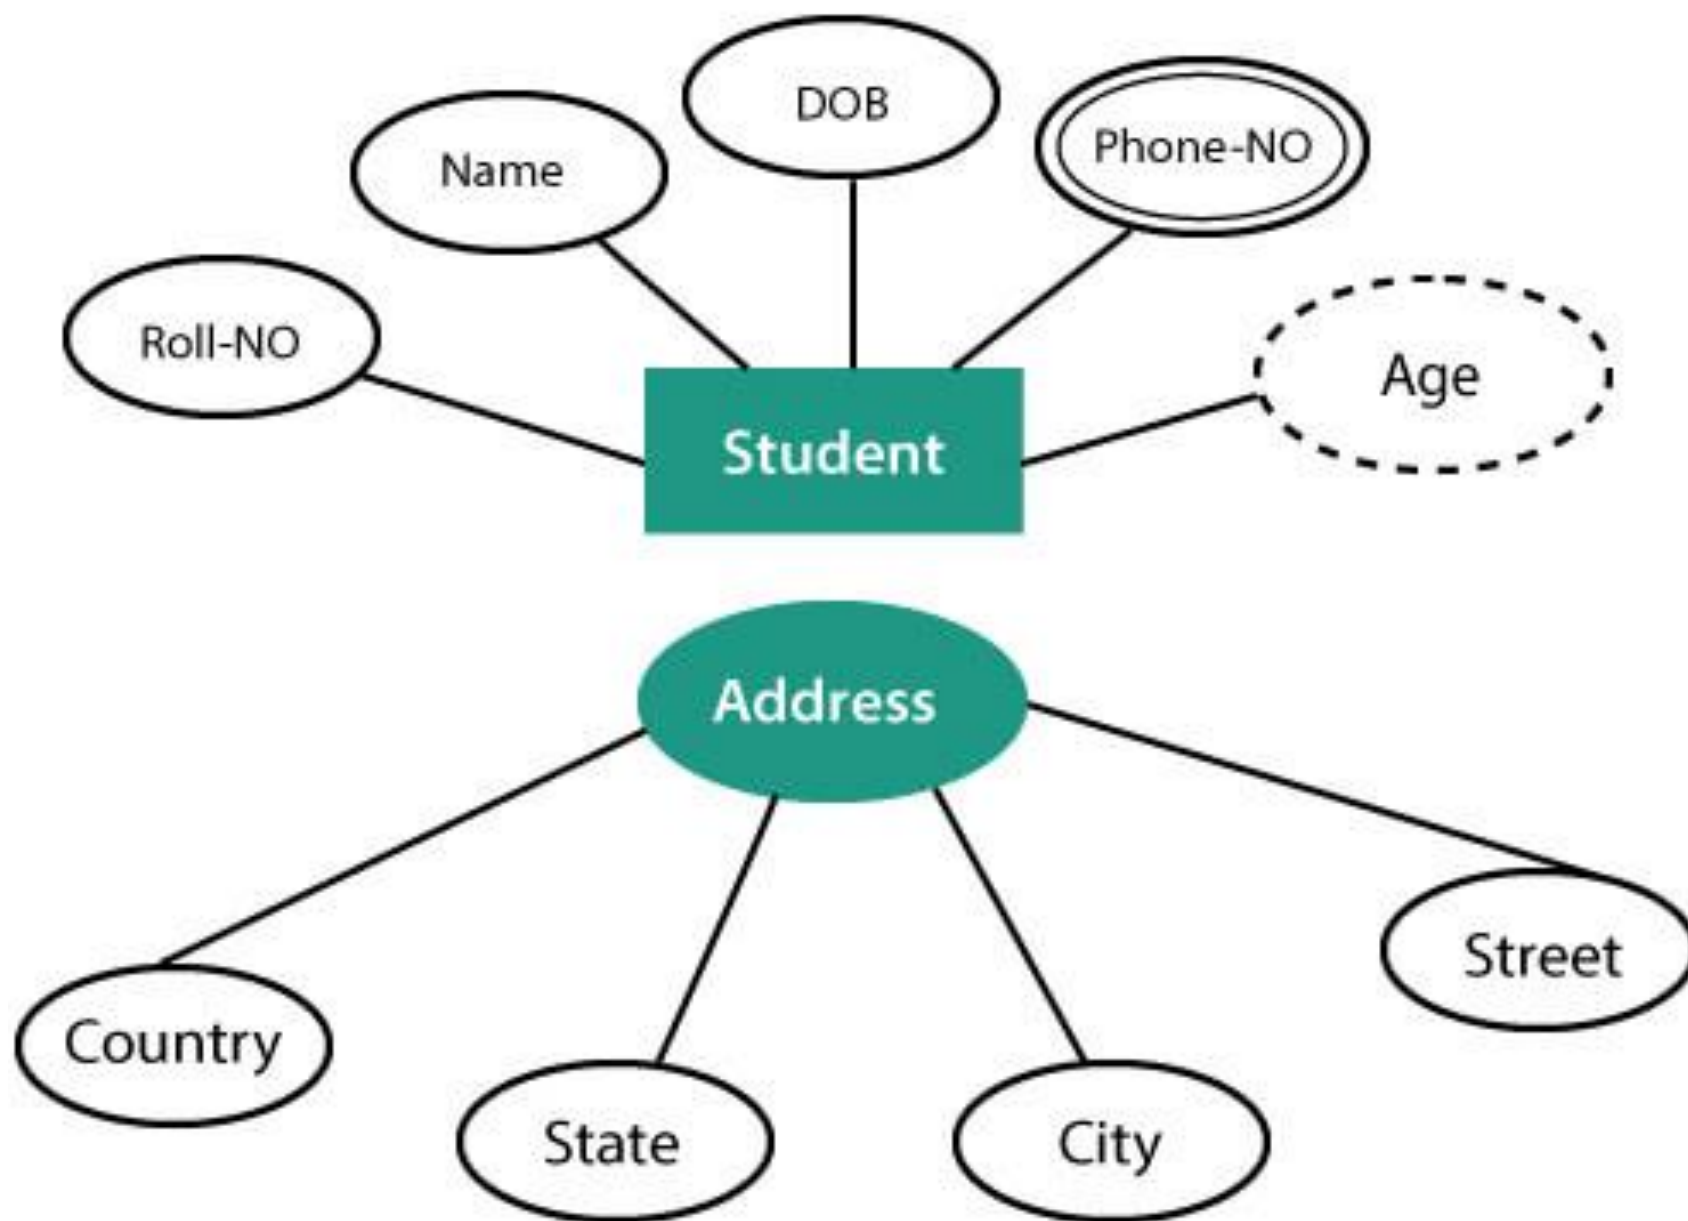 DOB
Phone-NO
Name
Roll-NO
Age
Student
Address
Street
Country
State
City